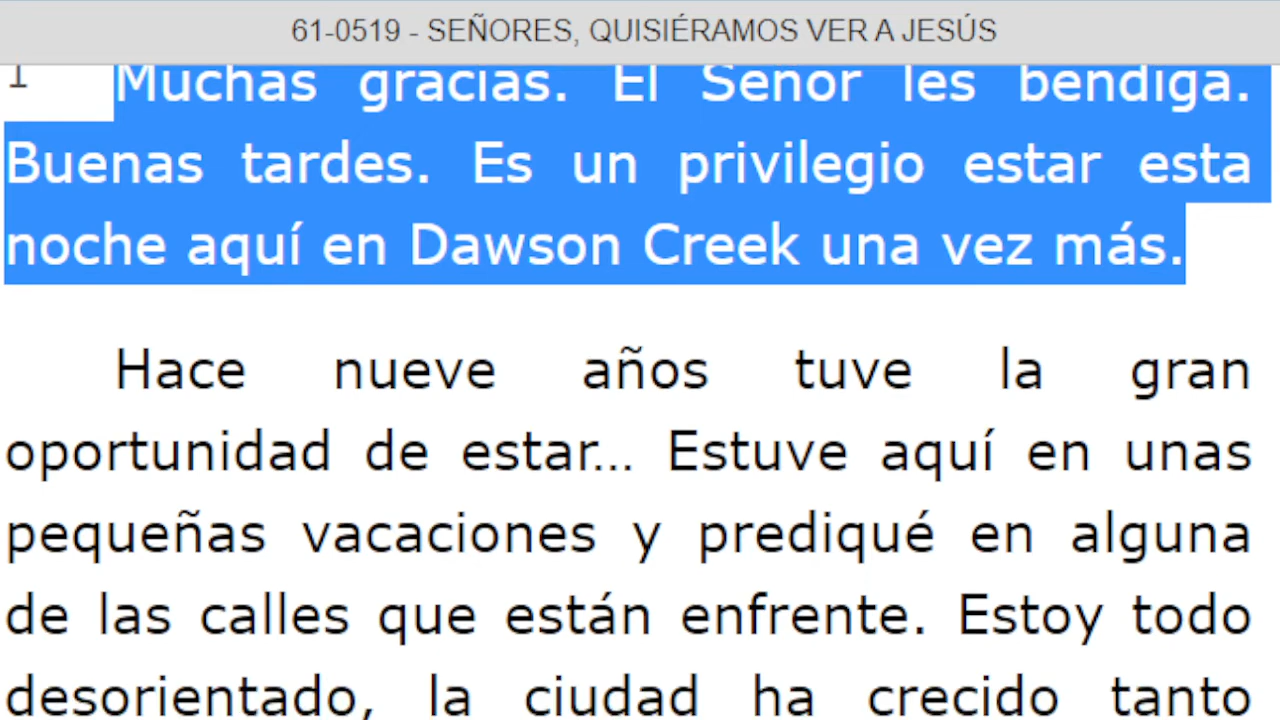 61-0519 - SEÑORES, QUISIÉRAMOS VER A JESÚS
1 Muchas gracias. El Señor les bendiga.
Buenas tardes. Es un privilegio estar esta
noche aquí en Dawson Creek una vez más.
Hace nueve años tuve la gran
oportunidad de estar... Estuve aquí en unas
pequeñas vacaciones y prediqué en alguna
de las calles que están enfrente. Estoy todo
desorientado, la ciudad ha crecido tanto